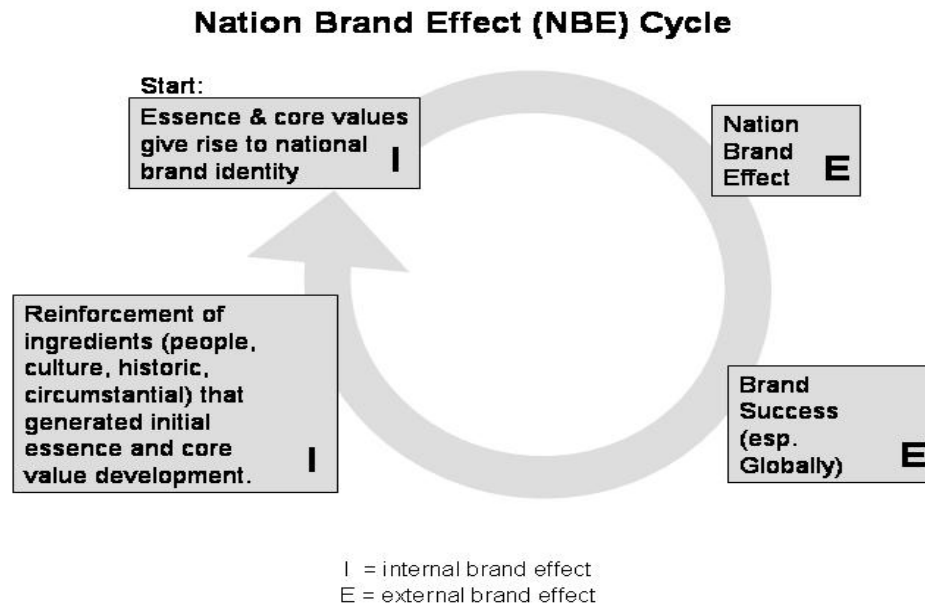 Nation Brand Effect (NBE) Cycle
Start:
Essence & core values
give rise to national
brand identity
I
Nation
Brand
Effect
E
Reinforcement of
ingredients (people,
culture, historic,
circumstantial) that
generated initial
essence and core
value development.
I
Brand
Success
(esp.
Globally)
E
I = internal brand effect
E = external brand effect